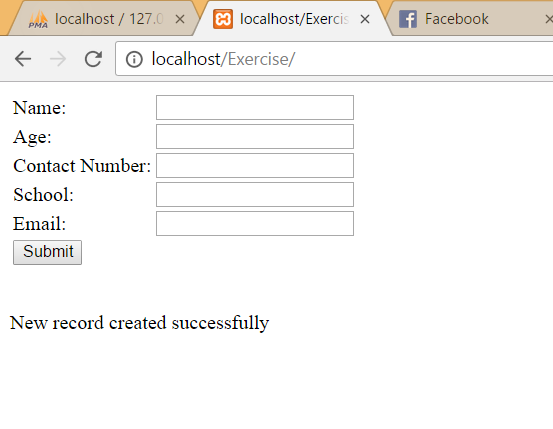 PMA localhost / 127.0 × localhost/Exercis × Facebook ×
localhost/Exercise/
Name:
Age:
Contact Number:
School:
Email:
Submit
New record created successfully